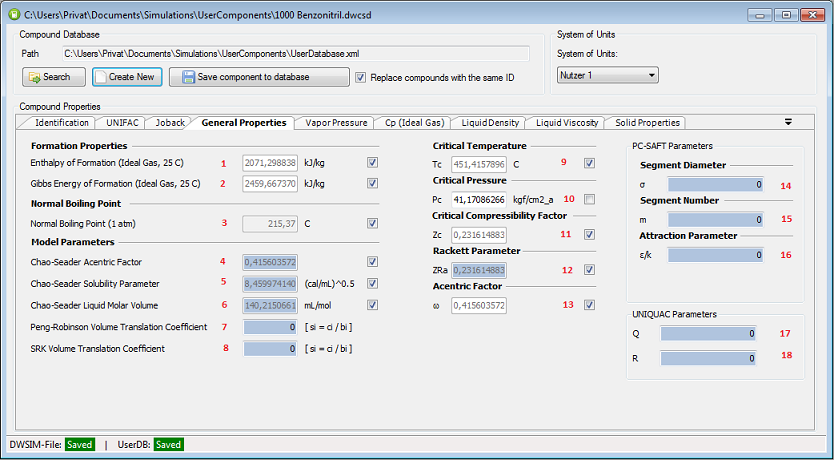 C:\Users\Privat\Documents\Simulations\UserComponents\1000 Benzonitril.dwcsd
Compound Database
Path C:\Users\Privat\Documents\Simulations\UserComponents\UserDatabase.xml
Search Create New Save component to database Replace compounds with the same ID
System of Units
System of Units:
Nutzer 1
Compound Properties
Identification UNIFAC Joback General Properties Vapor Pressure Cp (Ideal Gas) Liquid Density Liquid Viscosity Solid Properties
Formation Properties
Enthalpy of Formation (Ideal Gas, 25 C) 1 2071,298838 kJ/kg
Gibbs Energy of Formation (Ideal Gas, 25 C) 2 2459,667370 kJ/kg
Normal Boiling Point
Normal Boiling Point (1 atm) 3 215,37 C
Model Parameters
Chao-Seader Acentric Factor 4 0,415603572
Chao-Seader Solubility Parameter 5 8,459974140 (cal/mL)^0.5
Chao-Seader Liquid Molar Volume 6 140,2150661 mL/mol
Peng-Robinson Volume Translation Coefficient 7 0 [ si = ci / bi ]
SRK Volume Translation Coefficient 8 0 [ si = ci / bi ]
Critical Temperature
Tc 451,4157896 C 9
Critical Pressure
Pc 41,17086266 kgf/cm2_a 10
Critical Compressibility Factor
Zc 0,231614883 11
Rackett Parameter
ZRa 0,231614883 12
Acentric Factor
ω 0,415603572 13
PC-SAFT Parameters
Segment Diameter
σ 0 14
Segment Number
m 0 15
Attraction Parameter
ε/k 0 16
UNIQUAC Parameters
Q 0 17
R 0 18
DWSIM-File: Saved | UserDB: Saved